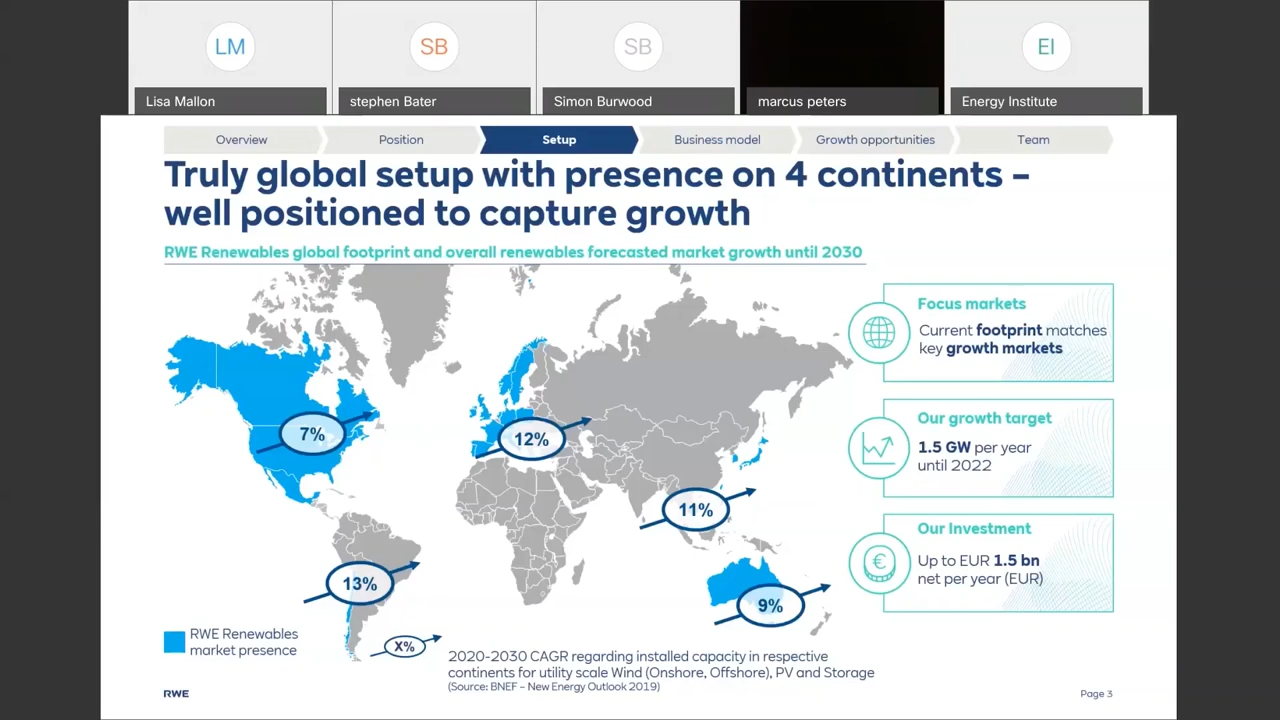 LM
SB
SB
EI
Lisa Mallon
stephen Bater
Simon Burwood
marcus peters
Energy Institute
Overview
Position
Setup
Business model
Growth opportunities
Team
Truly global setup with presence on 4 continents –
well positioned to capture growth
RWE Renewables global footprint and overall renewables forecasted market growth until 2030
7%
12%
11%
13%
9%
Focus markets
Current footprint matches
key growth markets
Our growth target
1.5 GW per year
until 2022
Our Investment
€
Up to EUR 1.5 bn
net per year (EUR)
RWE Renewables
market presence
X%
2020-2030 CAGR regarding installed capacity in respective
continents for utility scale Wind (Onshore, Offshore), PV and Storage
(Source: BNEF – New Energy Outlook 2019)
RWE
Page 3